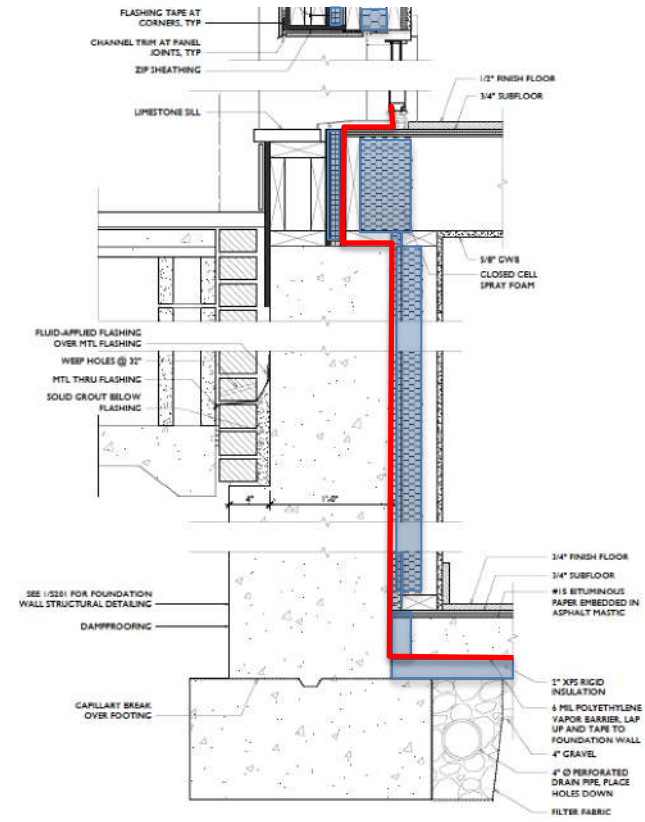 FLASHING TAPE AT
CORNERS, TYP
CHANNEL TRIM AT PANEL
JOINTS, TYP
ZIP SHEATHING
LIMESTONE SILL
1/2" FINISH FLOOR
3/4" SUBFLOOR
5/8" GWB
CLOSED CELL
SPRAY FOAM
FLUID-APPLIED FLASHING
OVER MTL FLASHING
WEEP HOLES @ 32"
MTL THRU FLASHING
SOLID GROUT BELOW
FLASHING
4"
1'-0"
SEE 1/S201 FOR FOUNDATION
WALL STRUCTURAL DETAILING
DAMPPROOFING
CAPILLARY BREAK
OVER FOOTING
3/4" FINISH FLOOR
3/4" SUBFLOOR
#15 BITUMINOUS
PAPER EMBEDDED IN
ASPHALT MASTIC
2" XPS RIGID
INSULATION
6 MIL POLYETHYLENE
VAPOR BARRIER, LAP
UP AND TAPE TO
FOUNDATION WALL
4" GRAVEL
4" Ø PERFORATED
DRAIN PIPE, PLACE
HOLES DOWN
FILTER FABRIC